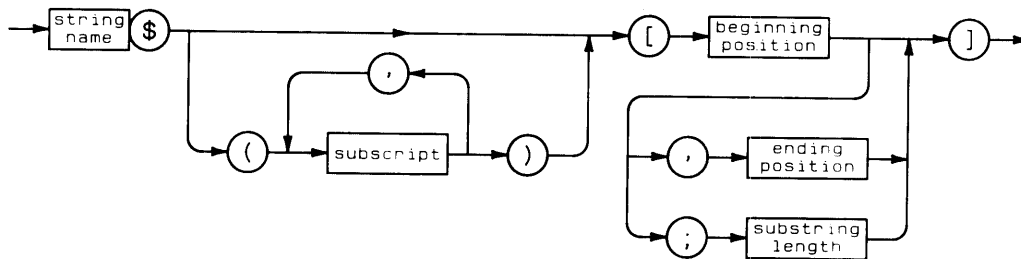 string
name
$
[
beginning
position
]
,
(
subscript
)
,
ending
position
;
substring
length